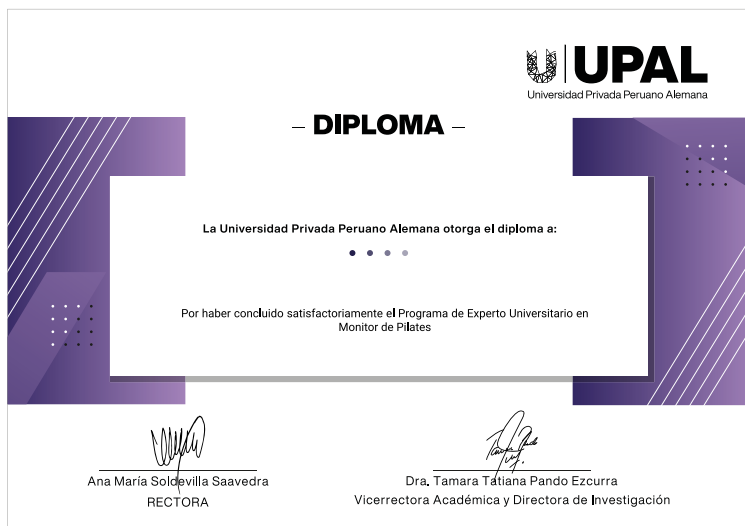 UPAL
Universidad Privada Peruano Alemana
– DIPLOMA –
La Universidad Privada Peruano Alemana otorga el diploma a:
Por haber concluido satisfactoriamente el Programa de Experto Universitario en
Monitor de Pilates
Ana María Soldevilla Saavedra
RECTORA
Dra. Tamara Tatiana Pando Ezcurra
Vicerrectora Académica y Directora de Investigación